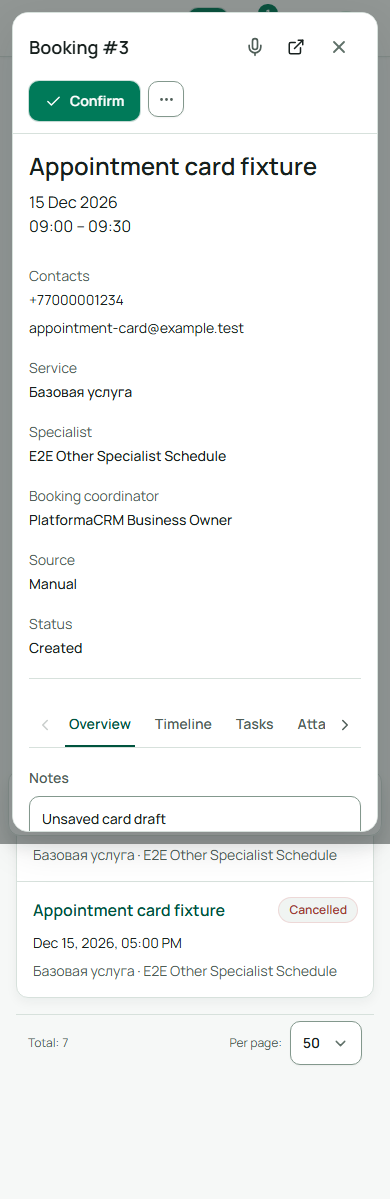 Booking #3
Confirm
Appointment card fixture
15 Dec 2026
09:00 – 09:30
Contacts
+77000001234
appointment-card@example.test
Service
Базовая услуга
Specialist
E2E Other Specialist Schedule
Booking coordinator
PlatformaCRM Business Owner
Source
Manual
Status
Created
Overview Timeline Tasks Atta
Notes
Unsaved card draft
Базовая услуга · E2E Other Specialist Schedule
Appointment card fixture Cancelled
Dec 15, 2026, 05:00 PM
Базовая услуга · E2E Other Specialist Schedule
Total: 7 Per page: 50